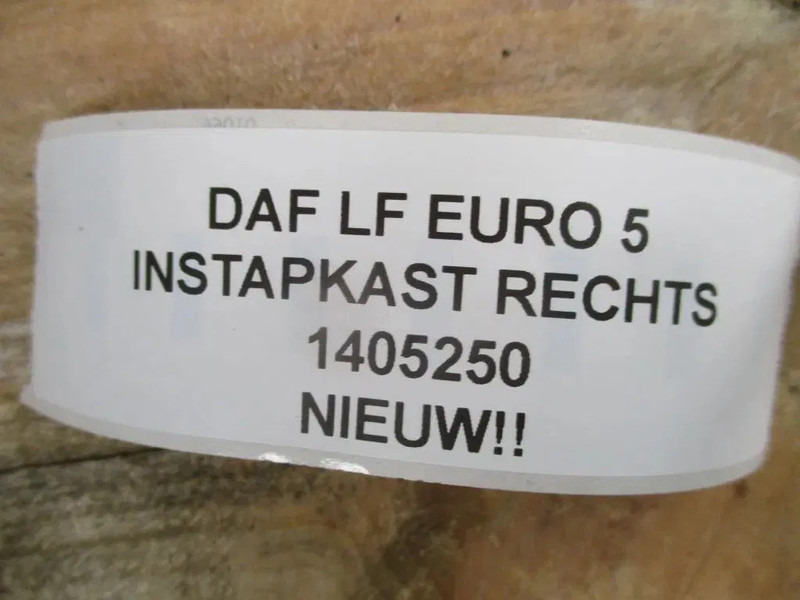 DAF LF EURO 5
INSTAPKAST RECHTS
1405250
NIEUW!!